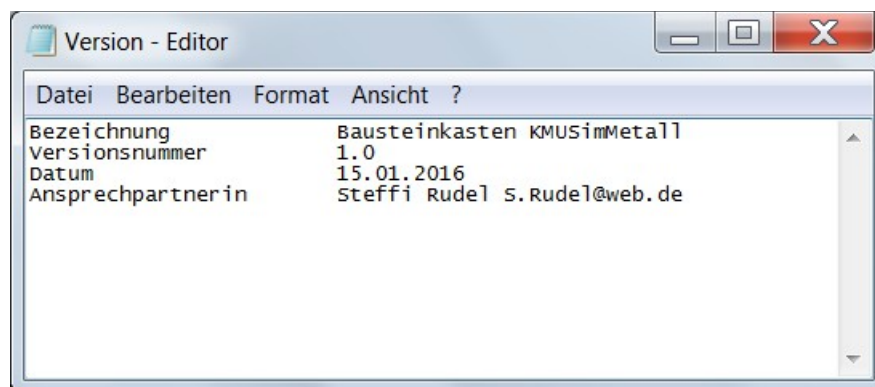 Version - Editor
Datei Bearbeiten Format Ansicht ?
Bezeichnung Bausteinkasten KMUSimMetall
Versionsnummer 1.0
Datum 15.01.2016
Ansprechpartnerin Steffi Rudel S.Rudel@web.de